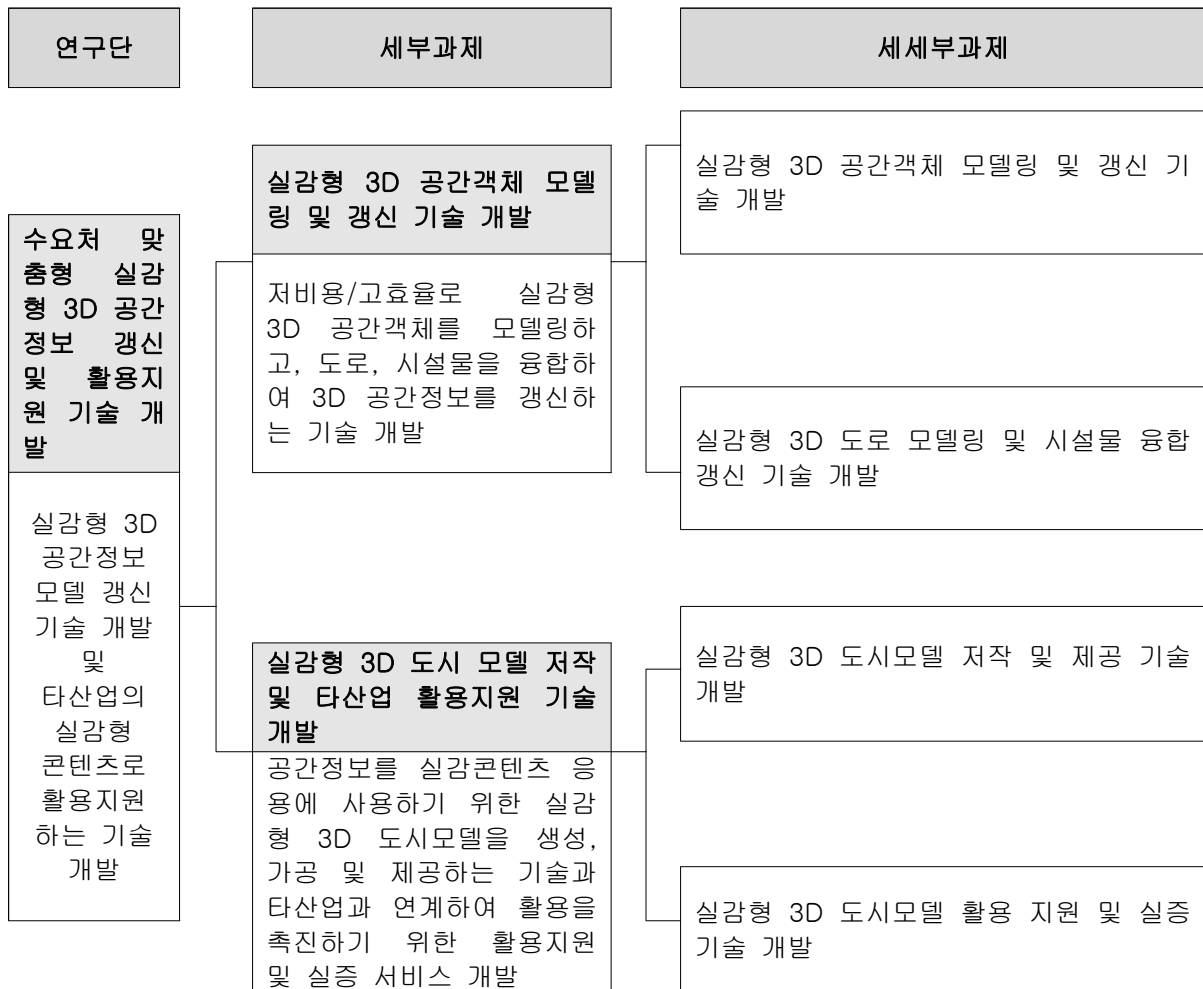 연구단
세부과제
세세부과제
수요처 맞
춤형 실감
형 3D 공간
정보 갱신
및 활용지
원 기술 개
발
실감형 3D
공간정보
모델 갱신
기술 개발
및
타산업의
실감형
콘텐츠로
활용지원
하는 기술
개발
실감형 3D 공간객체 모델
링 및 갱신 기술 개발
저비용/고효율로 실감형
3D 공간객체를 모델링하
고, 도로, 시설물을 융합하
여 3D 공간정보를 갱신하
는 기술 개발
실감형 3D 공간객체 모델링 및 갱신 기
술 개발
실감형 3D 도로 모델링 및 시설물 융합
갱신 기술 개발
실감형 3D 도시 모델 저작
및 타산업 활용지원 기술
개발
공간정보를 실감콘텐츠 응
용에 사용하기 위한 실감
형 3D 도시모델을 생성,
가공 및 제공하는 기술과
타산업과 연계하여 활용을
촉진하기 위한 활용지원
및 실증 서비스 개발
실감형 3D 도시모델 저작 및 제공 기술
개발
실감형 3D 도시모델 활용 지원 및 실증
기술 개발